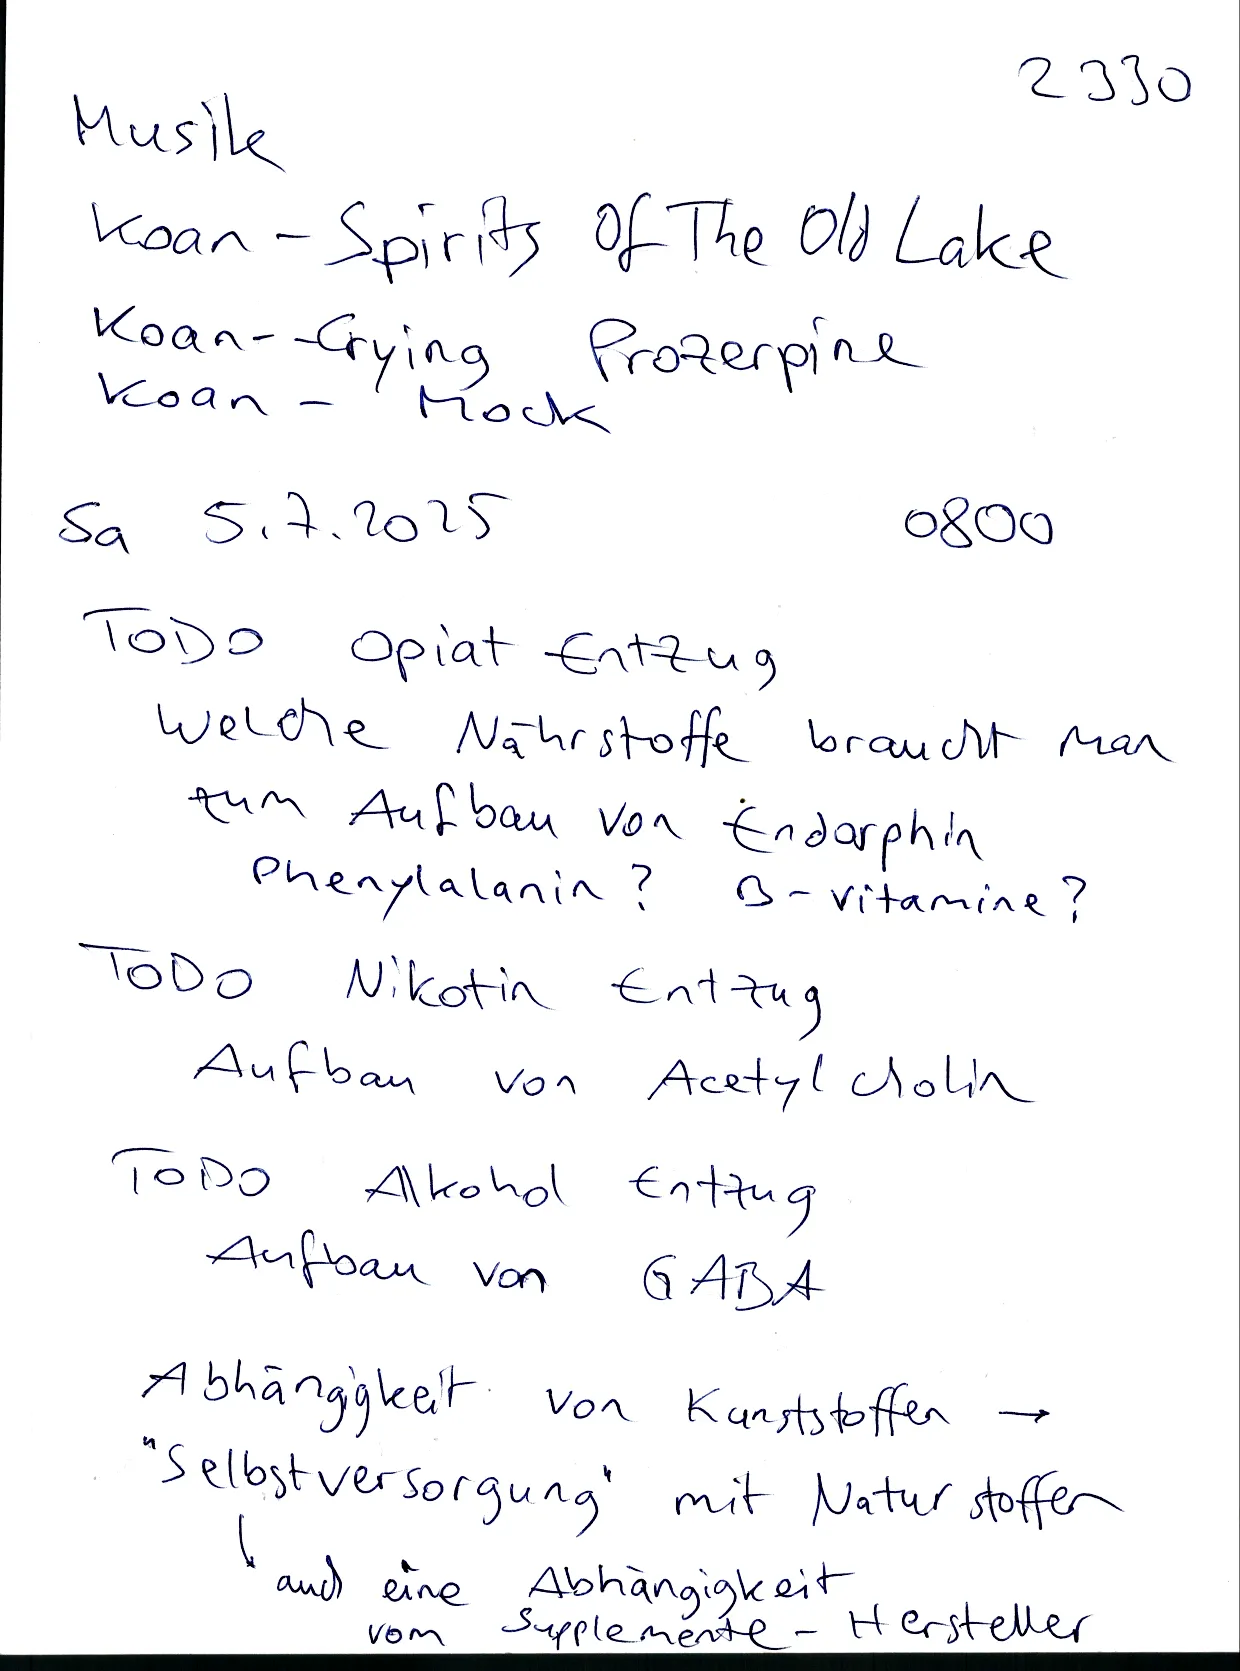 2330
Musik
Koan - Spirits Of The Old Lake
Koan - Crying Prozerpine
Koan - Mock
Sa 5.7.2025 0800
TODO Opiat Entzug
Welche Nährstoffe braucht man
zum Aufbau von Endorphin
Phenylalanin? B-Vitamine?
TODO Nikotin Entzug
Aufbau von Acetylcholin
TODO Alkohol Entzug
Aufbau von GABA
Abhängigkeit von Kunststoffen →
"Selbstversorgung" mit Naturstoffen
auch eine Abhängigkeit
vom Supplemente-Hersteller